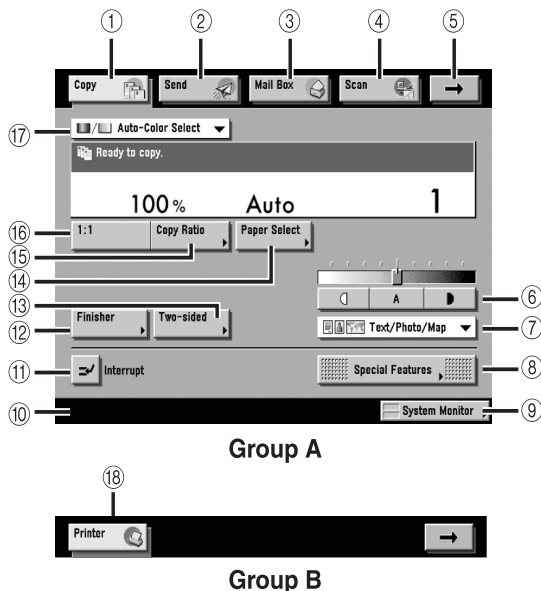 ① ② ③ ④ ⑤
Copy Send Mail Box Scan →
⑰ Auto-Color Select ▼
Ready to copy.
100 % Auto 1
⑯ 1:1 Copy Ratio Paper Select
⑮
⑭
⑬ A ⑥
Finisher Two-sided Text/Photo/Map ▼ ⑦
⑫
⑪ Interrupt Special Features ⑧
⑩ System Monitor ⑨
Group A
⑱
Printer →
Group B